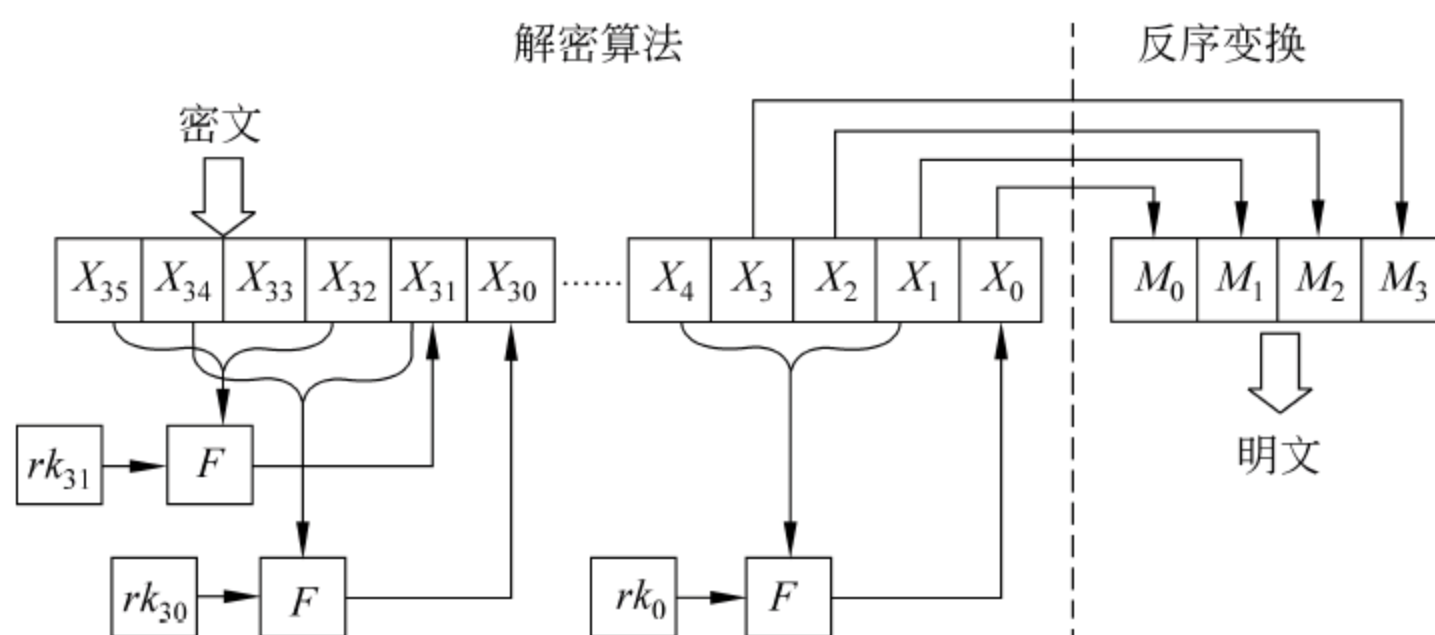 解密算法 反序变换
密文
X₃₅ X₃₄ X₃₃ X₃₂ X₃₁ X₃₀ …… X₄ X₃ X₂ X₁ X₀ M₀ M₁ M₂ M₃
明文
rk₃₁ F
rk₃₀ F rk₀ F